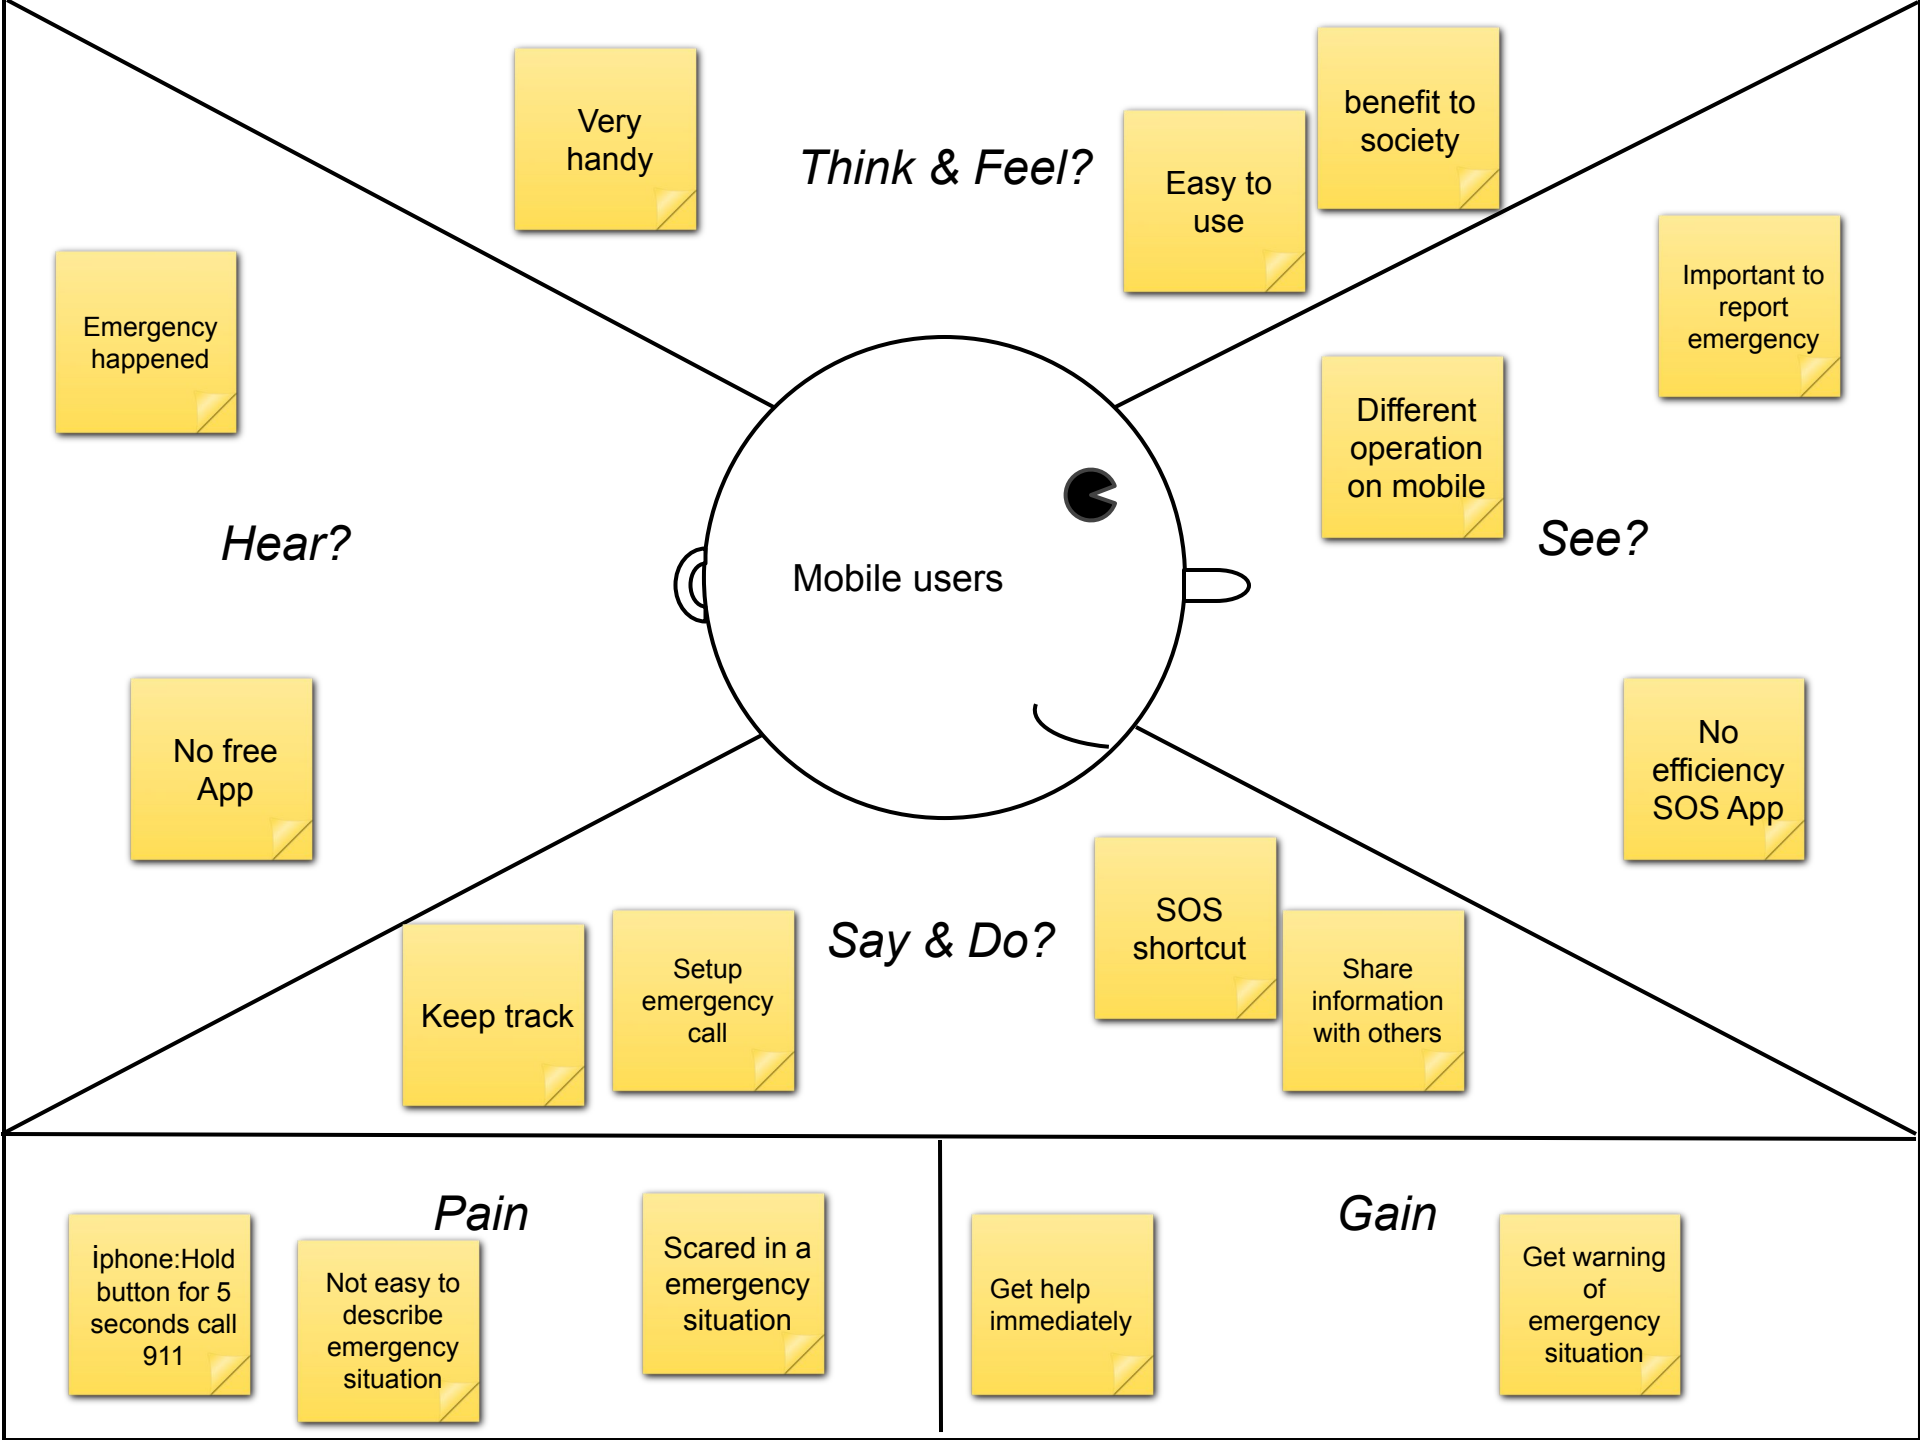 Very
handy
Think & Feel?
Easy to
use
benefit to
society
Emergency
happened
Hear?
No free
App
Mobile users
Important to
report
emergency
Different
operation
on mobile
See?
No
efficiency
SOS App
Keep track
Setup
emergency
call
Say & Do?
SOS
shortcut
Share
information
with others
Pain
iphone:Hold
button for 5
seconds call
911
Not easy to
describe
emergency
situation
Scared in a
emergency
situation
Gain
Get help
immediately
Get warning
of
emergency
situation